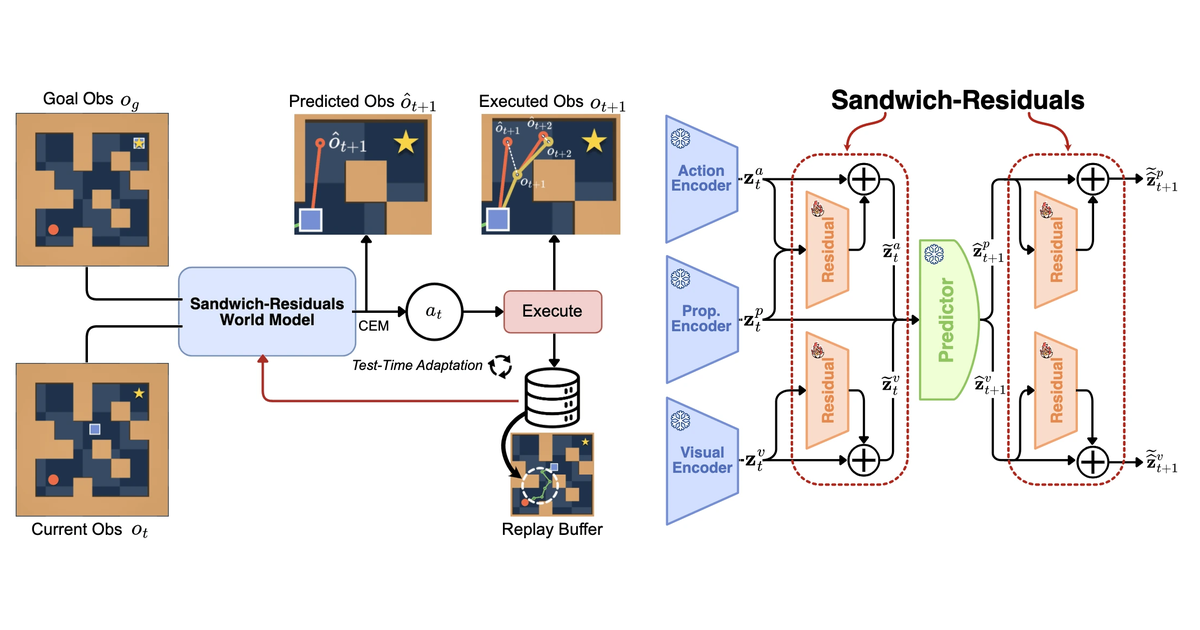 Goal Obs o_g
Predicted Obs ô_{t+1}
Executed Obs o_{t+1}
ô_{t+1}
ô_{t+1}
ô_{t+2}
o_{t+2}
o_{t+1}
Sandwich-Residuals
World Model
CEM
a_t
Execute
Test-Time Adaptation
Current Obs o_t
Replay Buffer
Sandwich-Residuals
Action
Encoder
z_t^a
Prop.
Encoder
z_t^p
Visual
Encoder
z_t^v
Residual
Residual
z̃_t^a
z̃_t^v
Predictor
ẑ_{t+1}^p
ẑ_{t+1}^v
Residual
Residual
z̃̂_{t+1}^p
z̃̂_{t+1}^v